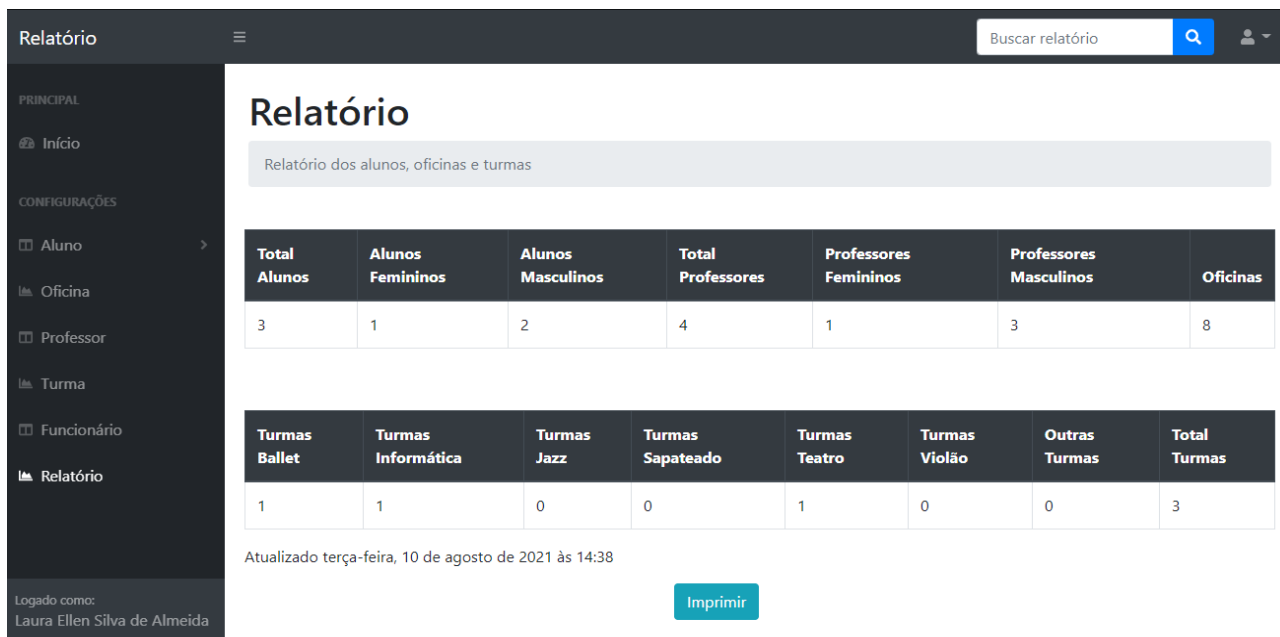 Relatório
Buscar relatório
PRINCIPAL
Início
CONFIGURAÇÕES
Aluno
Oficina
Professor
Turma
Funcionário
Relatório
Logado como:
Laura Ellen Silva de Almeida
Relatório
Relatório dos alunos, oficinas e turmas
Total Alunos Alunos Femininos Alunos Masculinos Total Professores Professores Femininos Professores Masculinos Oficinas
3 1 2 4 1 3 8
Turmas Ballet Turmas Informática Turmas Jazz Turmas Sapateado Turmas Teatro Turmas Violão Outras Turmas Total Turmas
1 1 0 0 1 0 0 3
Atualizado terça-feira, 10 de agosto de 2021 às 14:38
Imprimir